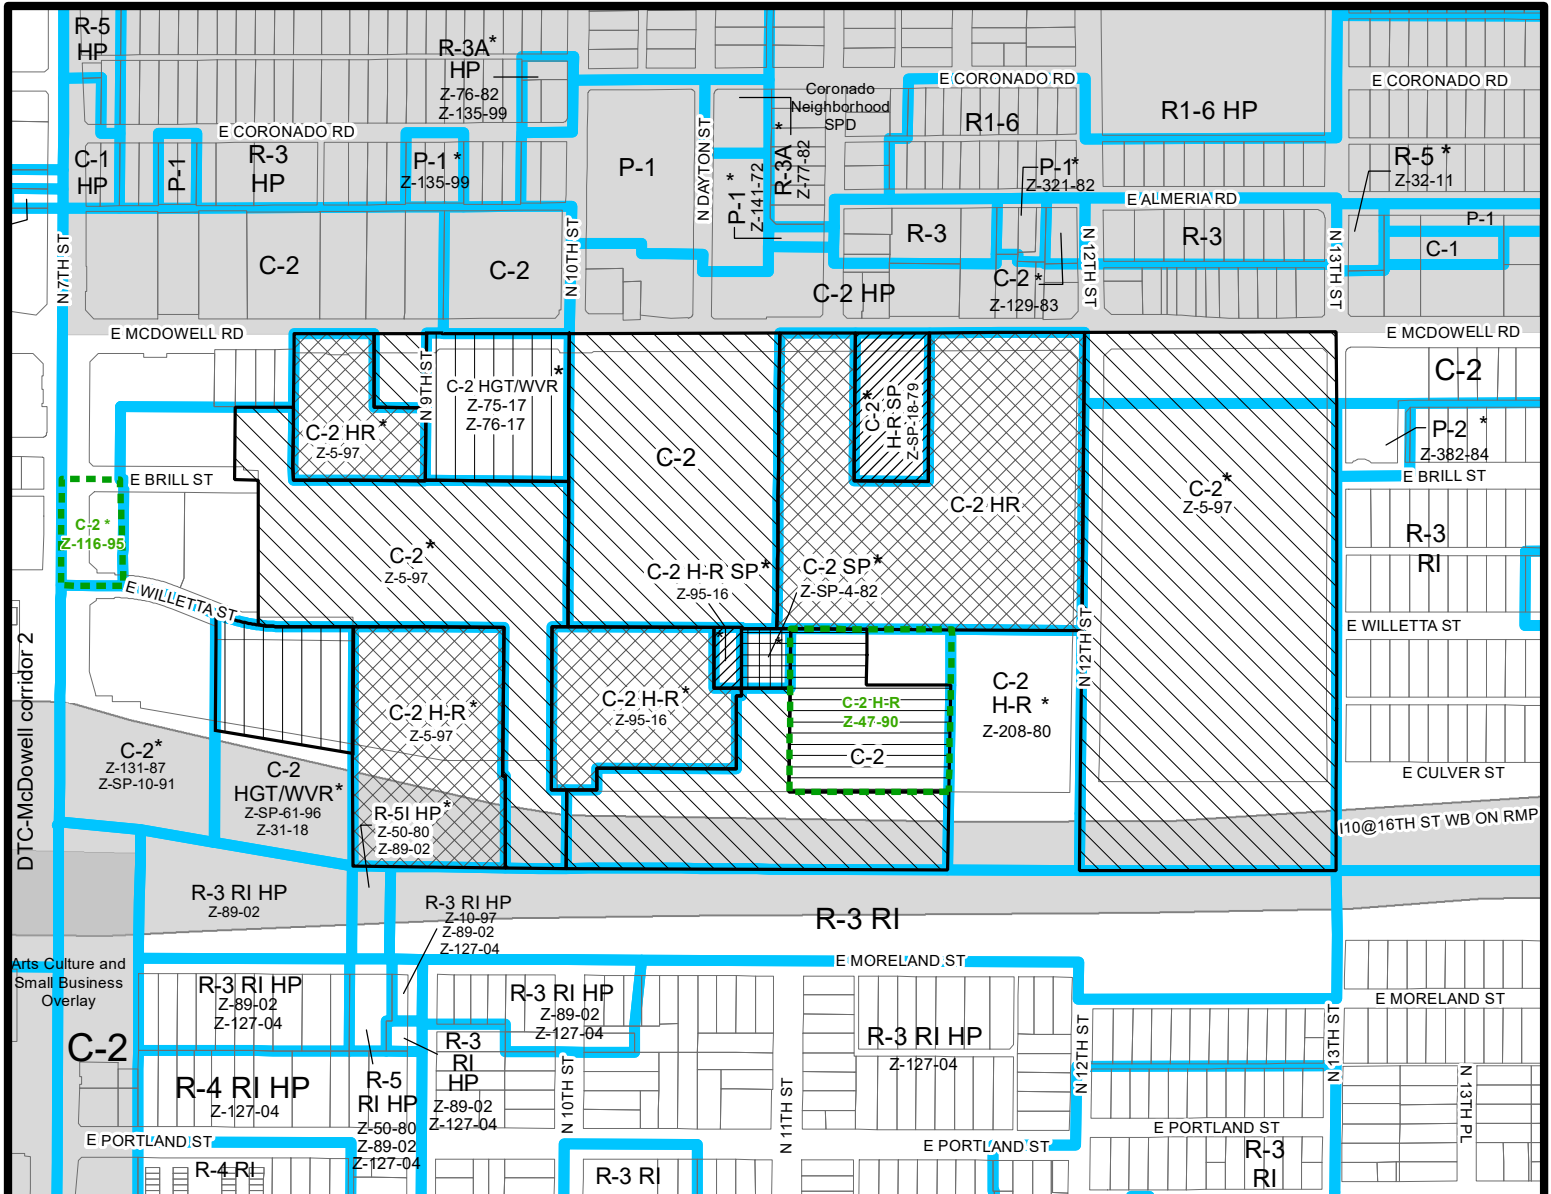 R-5
HP
R-3A*
HP
Z-76-82
Z-135-99
E CORONADO RD
C-1
HP
P-1
R-3
HP
P-1 *
Z-135-99
P-1
N DAYTON ST
P-1 *
Z-141-72
R-3A *
Z-77-82
Coronado
Neighborhood
SPD
E CORONADO RD
R1-6
R1-6 HP
E CORONADO RD
P-1*
Z-321-82
R-5 *
Z-32-11
E ALMERIA RD
P-1
C-1
R-3
R-3
N 7TH ST
C-2
C-2
N 10TH ST
C-2 HP
C-2 *
Z-129-83
N 12TH ST
N 13TH ST
E MCDOWELL RD
E MCDOWELL RD
N 9TH ST
C-2 HGT/WVR *
Z-75-17
Z-76-17
C-2 HR *
Z-5-97
C-2
C-2*
H-R SP
Z-SP-18-79
C-2 HR
C-2*
Z-5-97
C-2
P-2 *
Z-382-84
E BRILL ST
E BRILL ST
C-2 *
Z-116-95
C-2*
Z-5-97
C-2 H-R SP*
Z-95-16
C-2 SP*
Z-SP-4-82
R-3
RI
E WILLETTA ST
E WILLETTA ST
N 12TH ST
DTC-McDowell corridor 2
C-2 H-R*
Z-5-97
C-2 H-R*
Z-95-16
*
*
C-2 H-R
Z-47-90
C-2
C-2
H-R *
Z-208-80
C-2*
Z-131-87
Z-SP-10-91
C-2
HGT/WVR*
Z-SP-61-96
Z-31-18
R-5I HP*
Z-50-80
Z-89-02
E CULVER ST
I10@16TH ST WB ON RMP
R-3 RI HP
Z-89-02
R-3 RI HP
Z-10-97
Z-89-02
Z-127-04
R-3 RI
E MORELAND ST
Arts Culture and
Small Business
Overlay
R-3 RI HP
Z-89-02
Z-127-04
R-3 RI HP
Z-89-02
Z-127-04
E MORELAND ST
C-2
R-3
RI
HP
Z-89-02
Z-127-04
R-3 RI HP
Z-127-04
N 12TH ST
N 13TH ST
R-4 RI HP
Z-127-04
R-5
RI HP
Z-50-80
Z-89-02
Z-127-04
N 10TH ST
N 11TH ST
N 13TH PL
E PORTLAND ST
E PORTLAND ST
E PORTLAND ST
R-4 RI
R-3 RI
R-3
RI